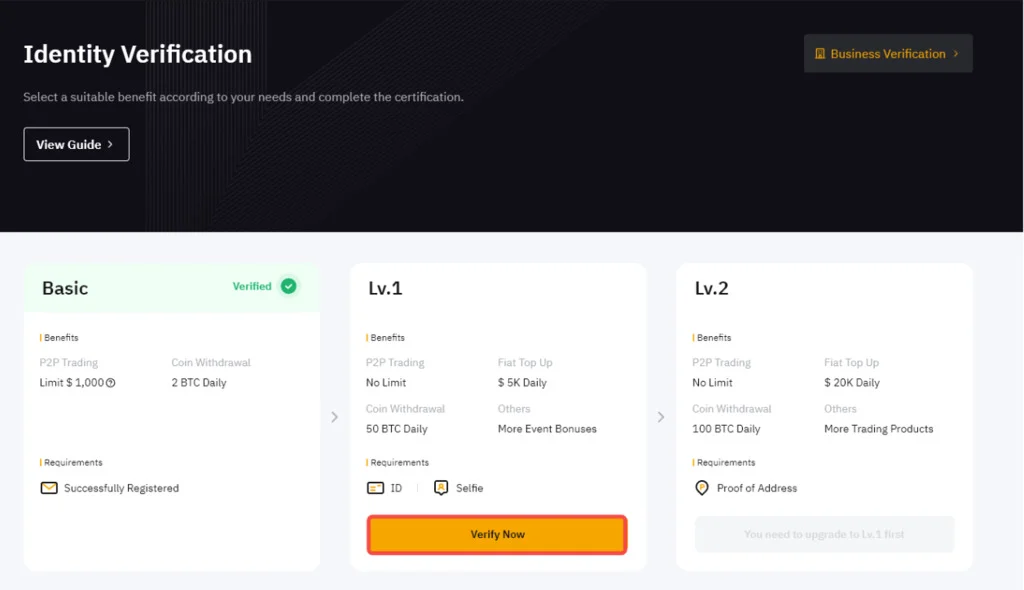 Identity Verification
Business Verification >
Select a suitable benefit according to your needs and complete the certification.
View Guide >
Basic
Verified
Benefits
P2P Trading
Coin Withdrawal
Limit $ 1,000
2 BTC Daily
Requirements
Successfully Registered
Lv.1
Benefits
P2P Trading
Fiat Top Up
No Limit
$ 5K Daily
Coin Withdrawal
Others
50 BTC Daily
More Event Bonuses
Requirements
ID
Selfie
Verify Now
Lv.2
Benefits
P2P Trading
Fiat Top Up
No Limit
$ 20K Daily
Coin Withdrawal
Others
100 BTC Daily
More Trading Products
Requirements
Proof of Address
You need to upgrade to Lv.1 first